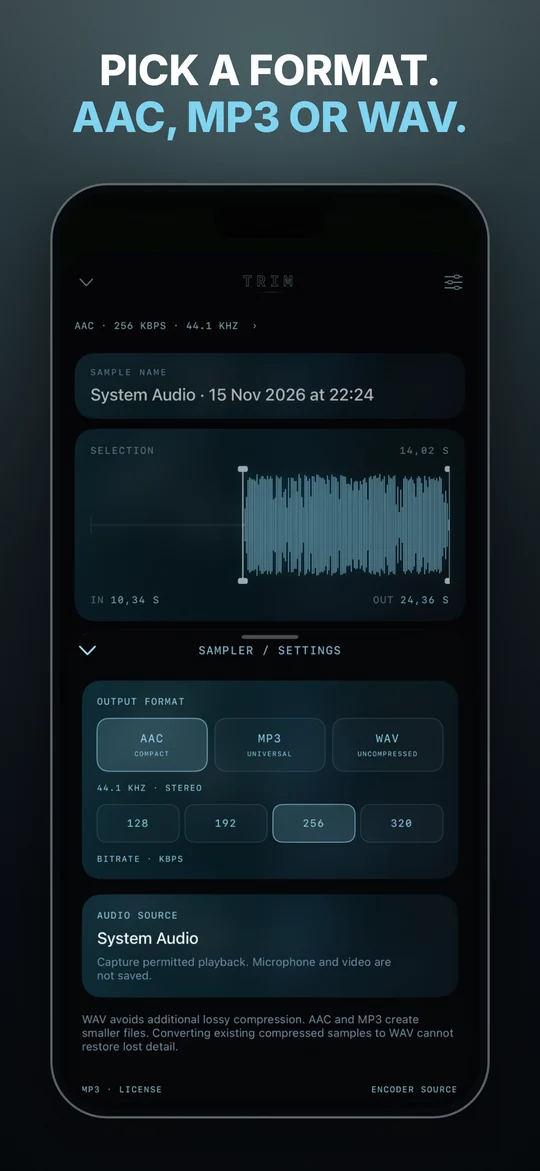 PICK A FORMAT.
AAC, MP3 OR WAV.
TRIM
AAC · 256 KBPS · 44.1 KHZ ›
SAMPLE NAME
System Audio · 15 Nov 2026 at 22:24
SELECTION 14,02 S
IN 10,34 S OUT 24,36 S
SAMPLER / SETTINGS
OUTPUT FORMAT
AAC MP3 WAV
COMPACT UNIVERSAL UNCOMPRESSED
44.1 KHZ · STEREO
128 192 256 320
BITRATE · KBPS
AUDIO SOURCE
System Audio
Capture permitted playback. Microphone and video are
not saved.
WAV avoids additional lossy compression. AAC and MP3 create
smaller files. Converting existing compressed samples to WAV cannot
restore lost detail.
MP3 · LICENSE ENCODER SOURCE